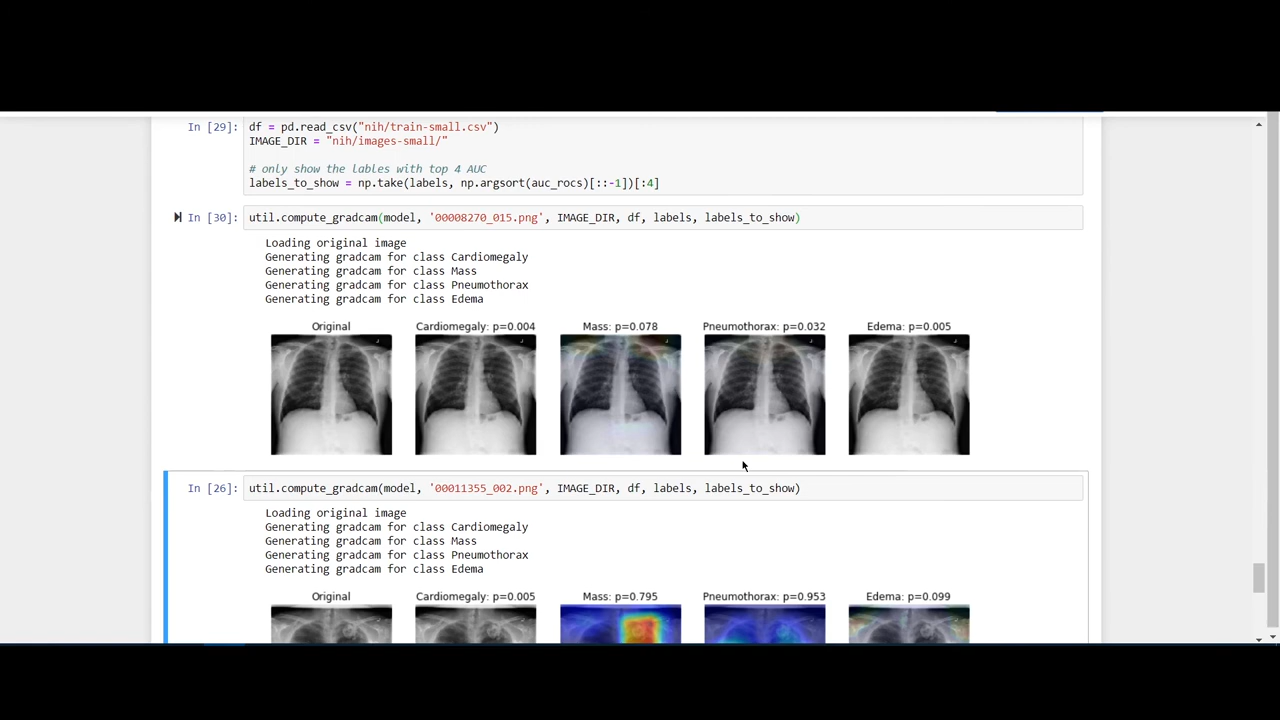 In [29]: df = pd.read_csv("nih/train-small.csv")
IMAGE_DIR = "nih/images-small/"
# only show the lables with top 4 AUC
labels_to_show = np.take(labels, np.argsort(auc_rocs)[::-1])[:4]
In [30]: util.compute_gradcam(model, '00008270_015.png', IMAGE_DIR, df, labels, labels_to_show)
Loading original image
Generating gradcam for class Cardiomegaly
Generating gradcam for class Mass
Generating gradcam for class Pneumothorax
Generating gradcam for class Edema
Original Cardiomegaly: p=0.004 Mass: p=0.078 Pneumothorax: p=0.032 Edema: p=0.005
In [26]: util.compute_gradcam(model, '00011355_002.png', IMAGE_DIR, df, labels, labels_to_show)
Loading original image
Generating gradcam for class Cardiomegaly
Generating gradcam for class Mass
Generating gradcam for class Pneumothorax
Generating gradcam for class Edema
Original Cardiomegaly: p=0.005 Mass: p=0.795 Pneumothorax: p=0.953 Edema: p=0.099